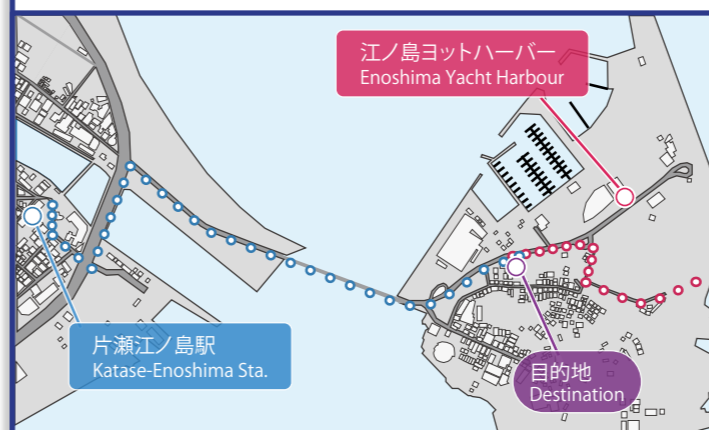 江ノ島ヨットハーバー
Enoshima Yacht Harbour
片瀬江ノ島駅
Katase-Enoshima Sta.
目的地
Destination